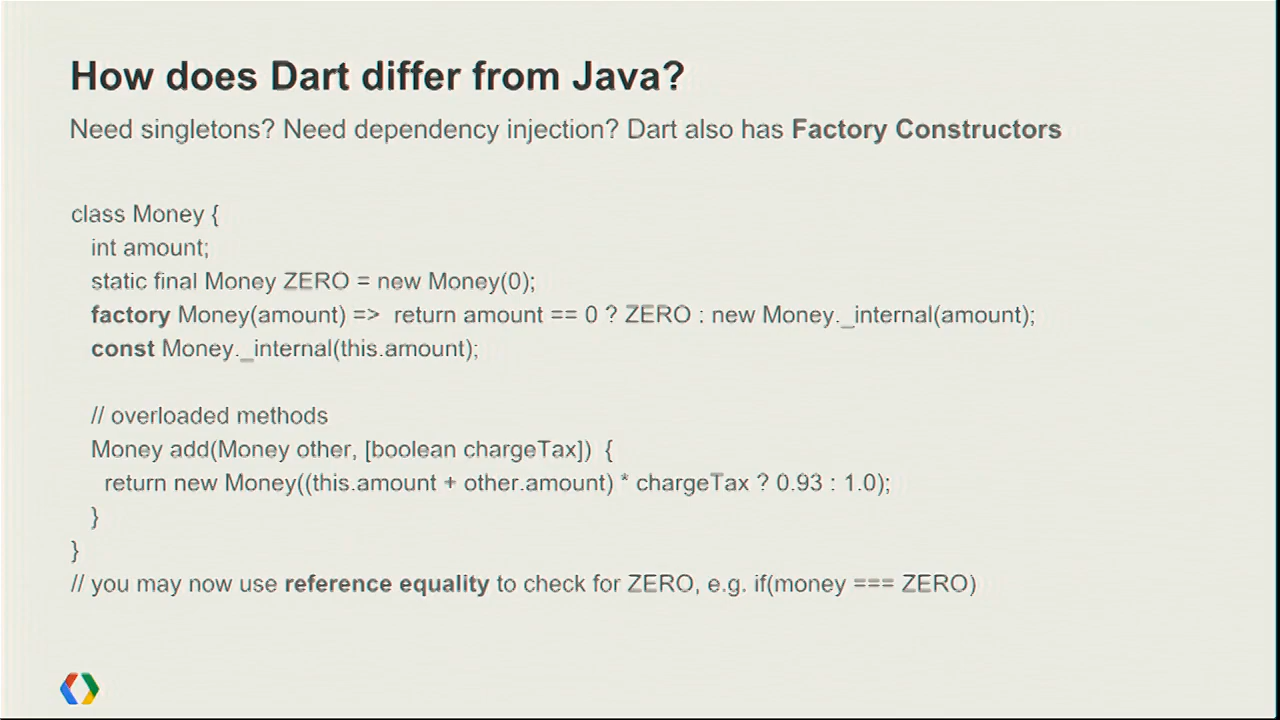 How does Dart differ from Java?
Need singletons? Need dependency injection? Dart also has Factory Constructors
class Money {
int amount;
static final Money ZERO = new Money(0);
factory Money(amount) => return amount == 0 ? ZERO : new Money._internal(amount);
const Money._internal(this.amount);
// overloaded methods
Money add(Money other, [boolean chargeTax]) {
return new Money((this.amount + other.amount) * chargeTax ? 0.93 : 1.0);
}
}
// you may now use reference equality to check for ZERO, e.g. if(money === ZERO)